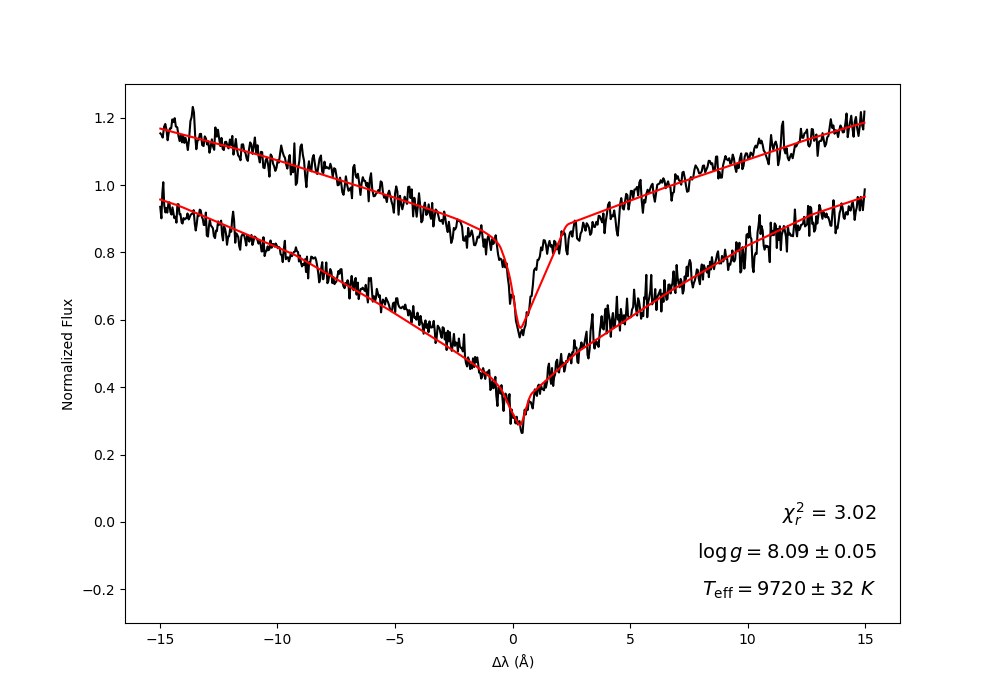 1.2
1.0
0.8
0.6
0.4
0.2
0.0
−0.2
Normalized Flux
χ²ᵣ = 3.02
log g = 8.09 ± 0.05
T_eff = 9720 ± 32 K
−15 −10 −5 0 5 10 15
Δλ (Å)